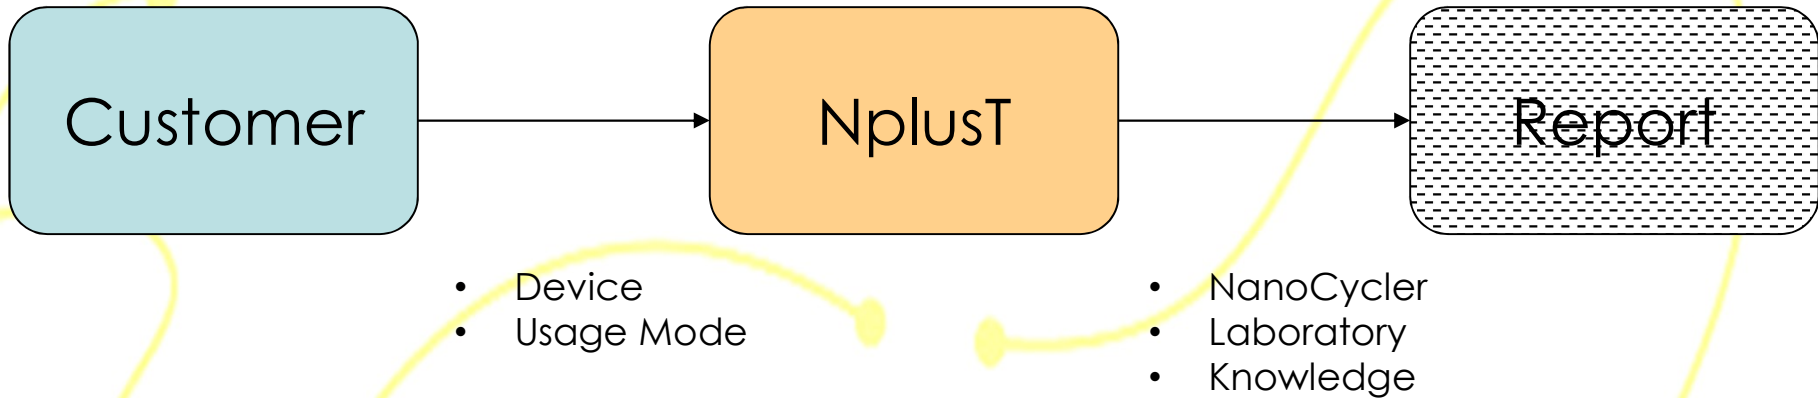 Customer
NplusT
Report
• Device
• Usage Mode
• NanoCycler
• Laboratory
• Knowledge